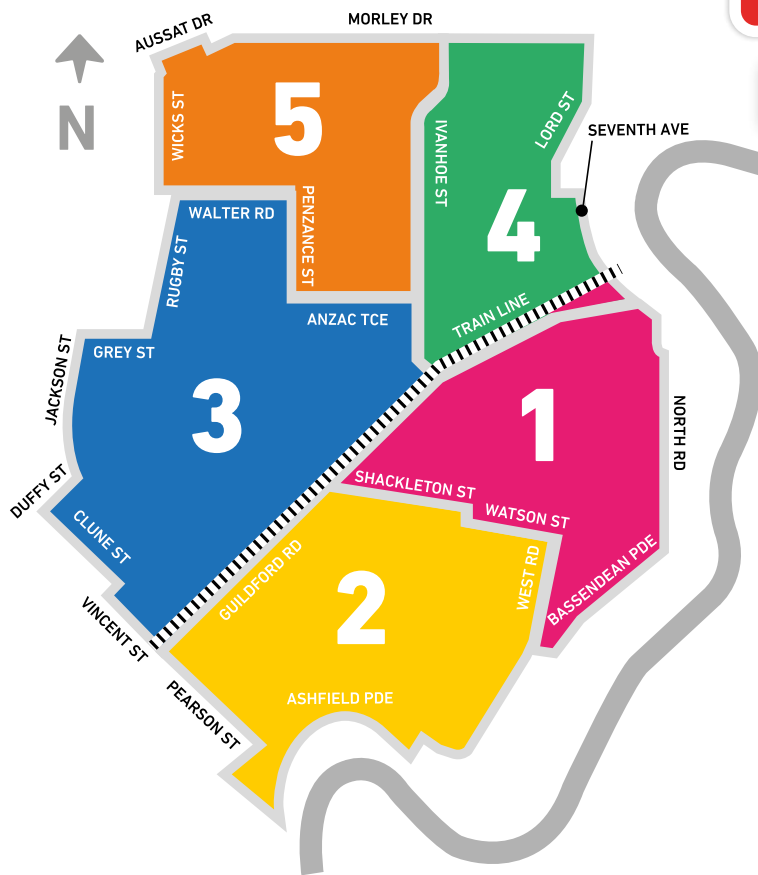 AUSSAT DR
MORLEY DR
N
WICKS ST
5
IVANHOE ST
LORD ST
SEVENTH AVE
WALTER RD
PENZANCE ST
4
RUGBY ST
TRAIN LINE
ANZAC TCE
JACKSON ST
GREY ST
3
1
NORTH RD
DUFFY ST
SHACKLETON ST
WATSON ST
CLUNE ST
GUILDFORD RD
2
WEST RD
BASSENDEAN PDE
VINCENT ST
PEARSON ST
ASHFIELD PDE